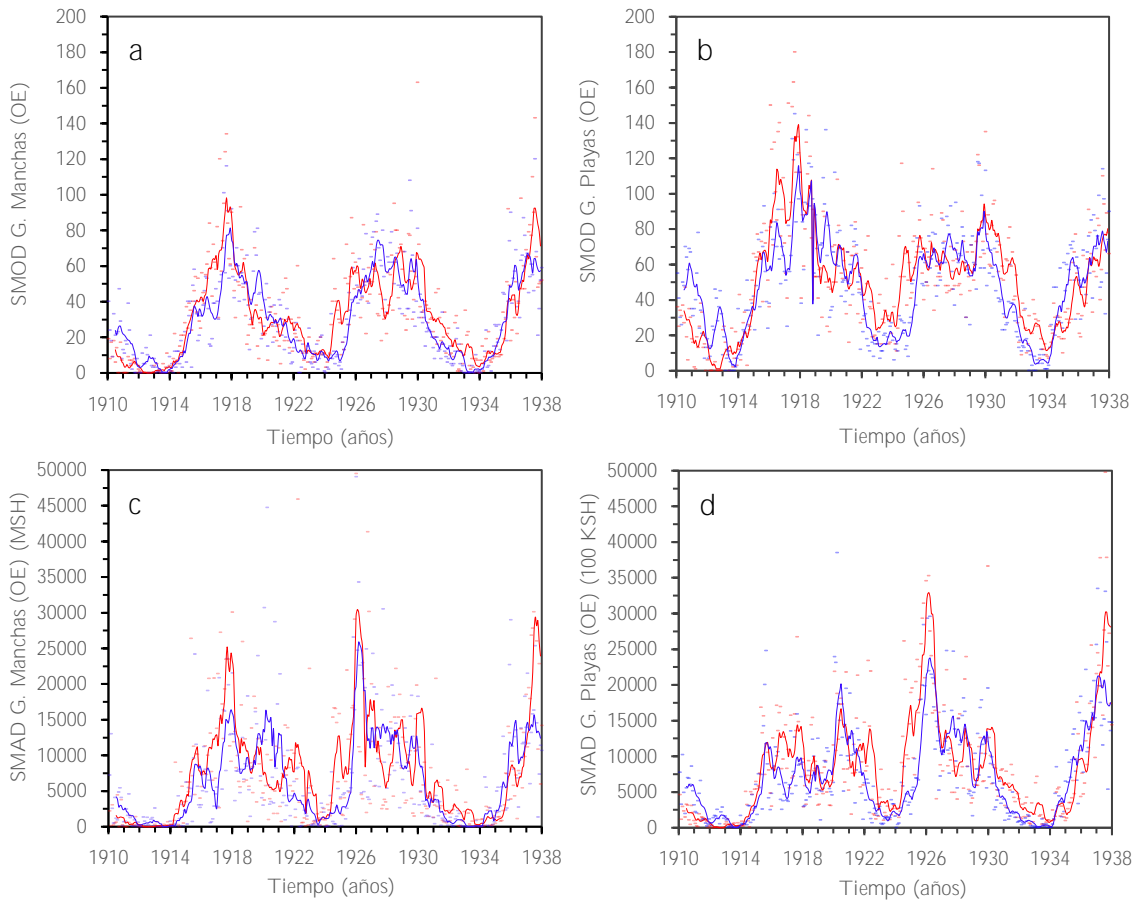 a
SMOD G. Manchas (OE)
200
180
160
140
120
100
80
60
40
20
0
1910 1914 1918 1922 1926 1930 1934 1938
Tiempo (años)
b
SMOD G. Playas (OE)
200
180
160
140
120
100
80
60
40
20
0
1910 1914 1918 1922 1926 1930 1934 1938
Tiempo (años)
c
SMAD G. Manchas (OE) (MSH)
50000
45000
40000
35000
30000
25000
20000
15000
10000
5000
0
1910 1914 1918 1922 1926 1930 1934 1938
Tiempo (años)
d
SMAD G. Playas (OE) (100 KSH)
50000
45000
40000
35000
30000
25000
20000
15000
10000
5000
0
1910 1914 1918 1922 1926 1930 1934 1938
Tiempo (años)